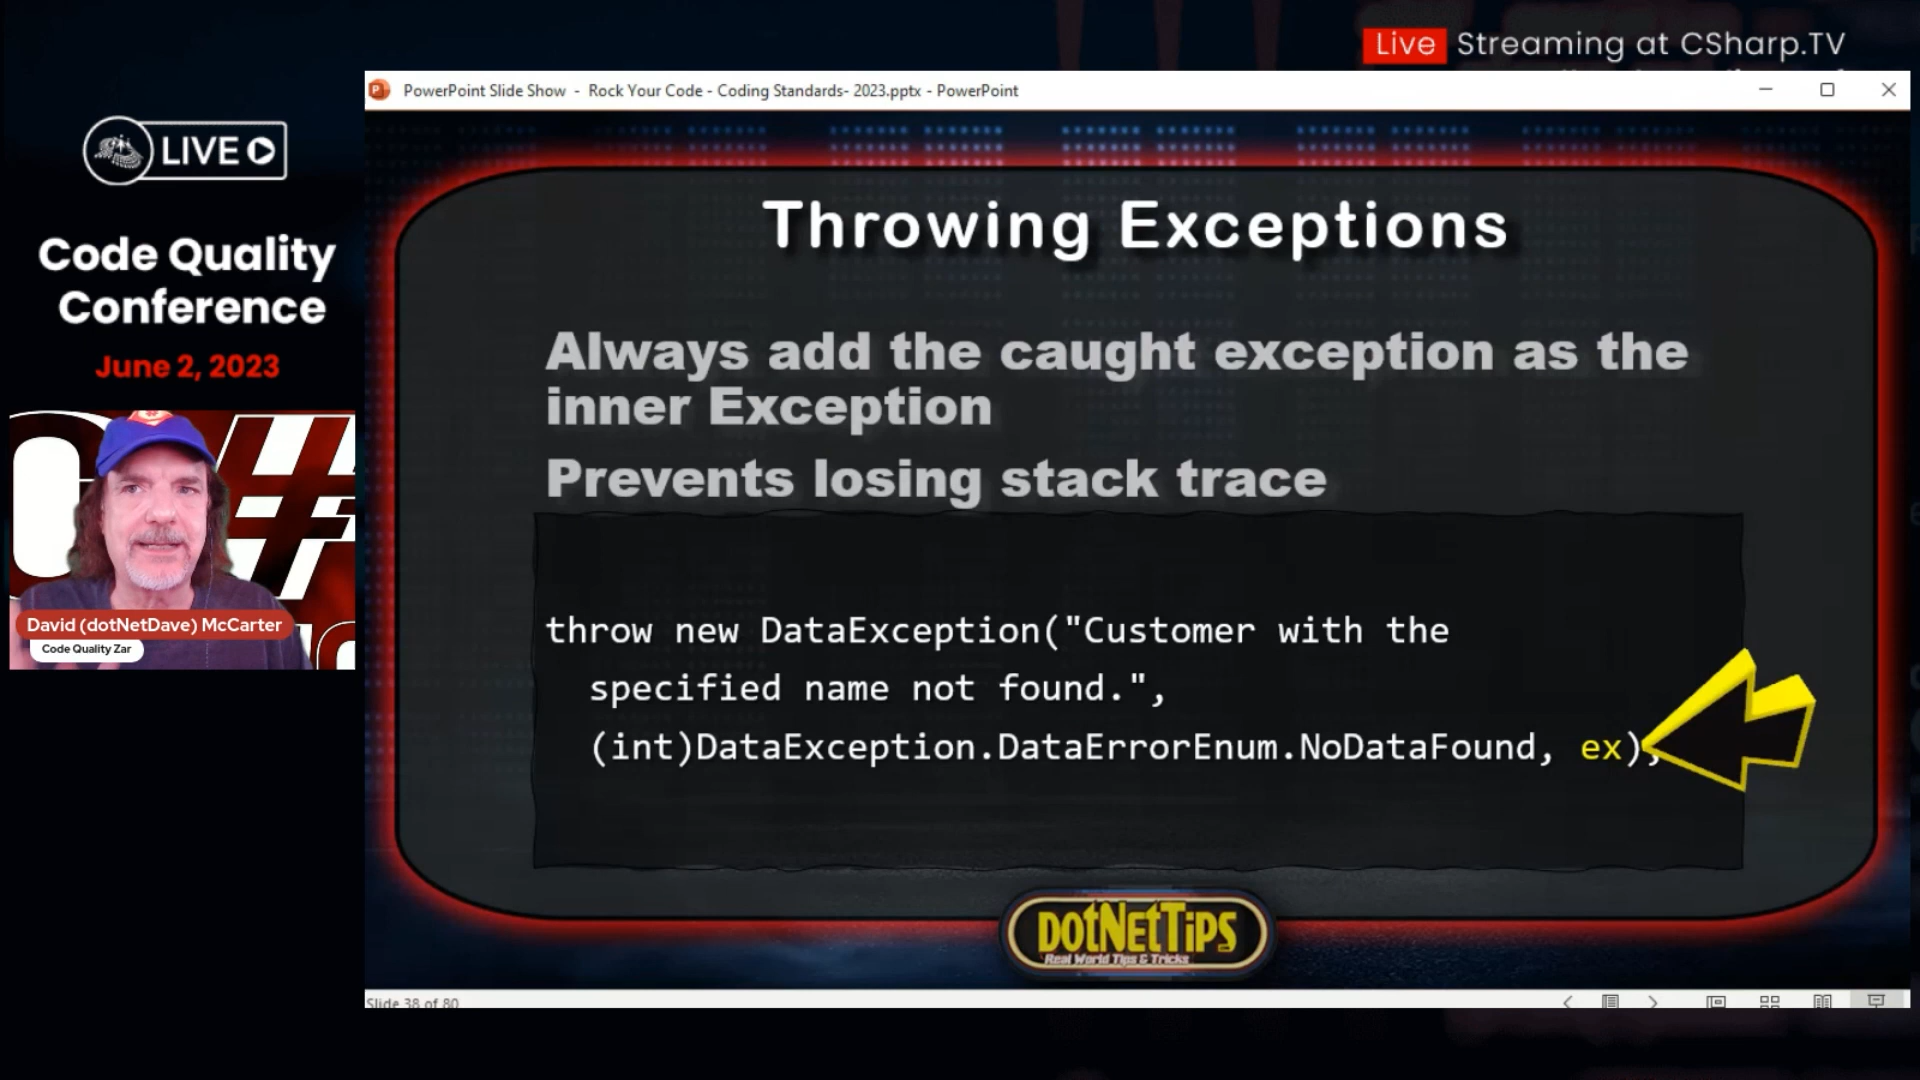 Live Streaming at CSharp.TV
PowerPoint Slide Show - Rock Your Code - Coding Standards- 2023.pptx - PowerPoint
LIVE
Code Quality
Conference
June 2, 2023
David (dotNetDave) McCarter
Code Quality Zar
Throwing Exceptions
Always add the caught exception as the
inner Exception
Prevents losing stack trace
throw new DataException("Customer with the
specified name not found.",
(int)DataException.DataErrorEnum.NoDataFound, ex);
dotNetTips
Real World Tips & Tricks
Slide 38 of 80